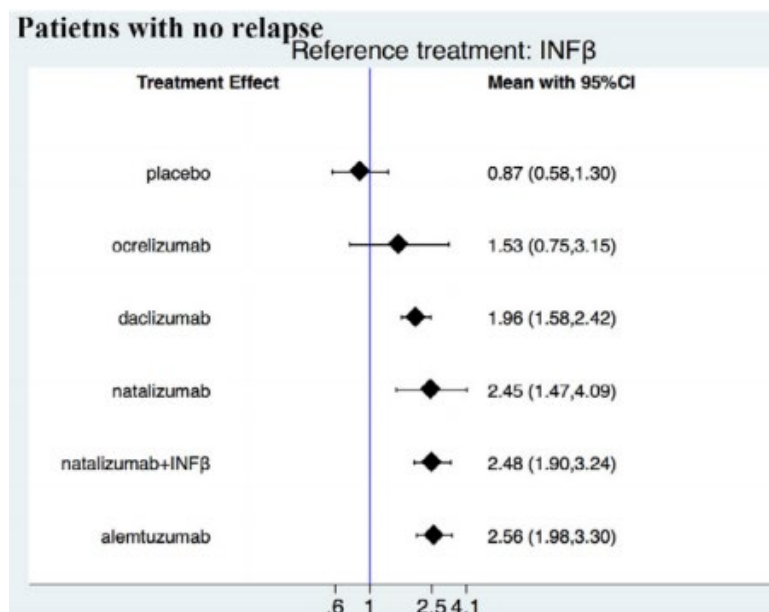 Patietns with no relapse
Reference treatment: INFβ
Treatment Effect Mean with 95%CI
placebo 0.87 (0.58,1.30)
ocrelizumab 1.53 (0.75,3.15)
daclizumab 1.96 (1.58,2.42)
natalizumab 2.45 (1.47,4.09)
natalizumab+INFβ 2.48 (1.90,3.24)
alemtuzumab 2.56 (1.98,3.30)
.6 1 2.5 4.1